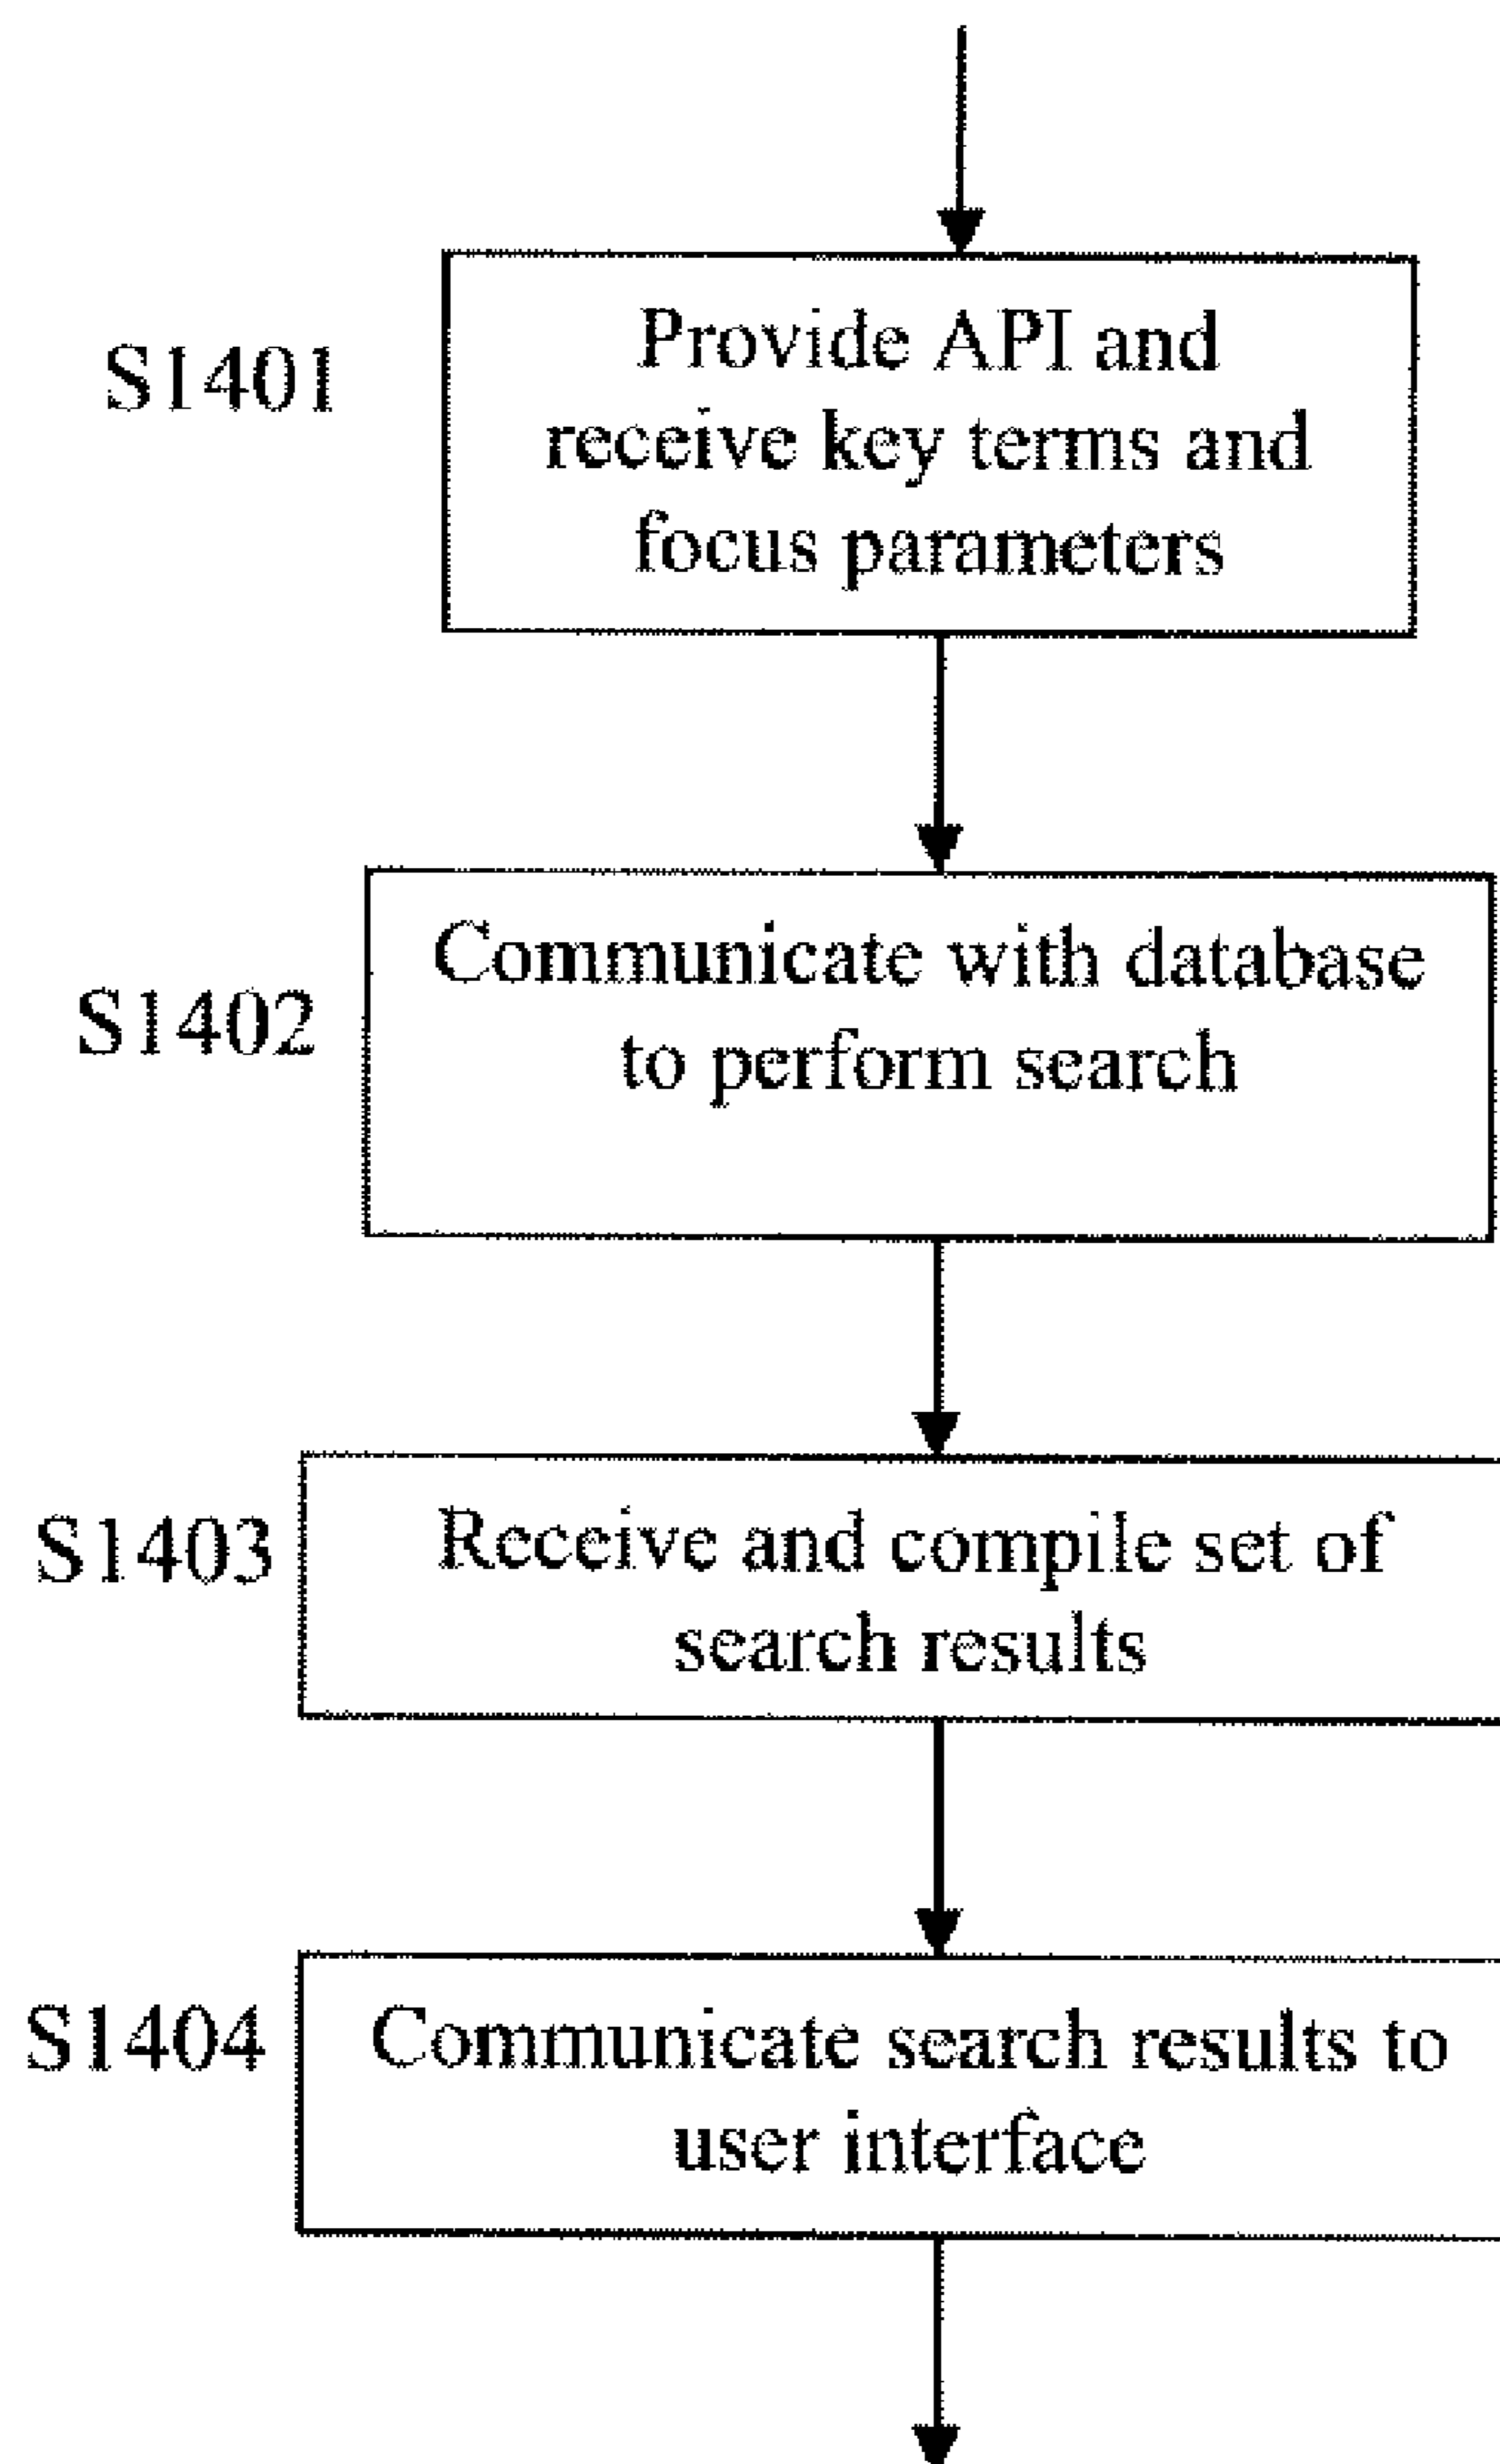 S1401
Provide API and
receive key terms and
focus parameters
S1402
Communicate with database
to perform search
S1403
Receive and compile set of
search results
S1404
Communicate search results to
user interface